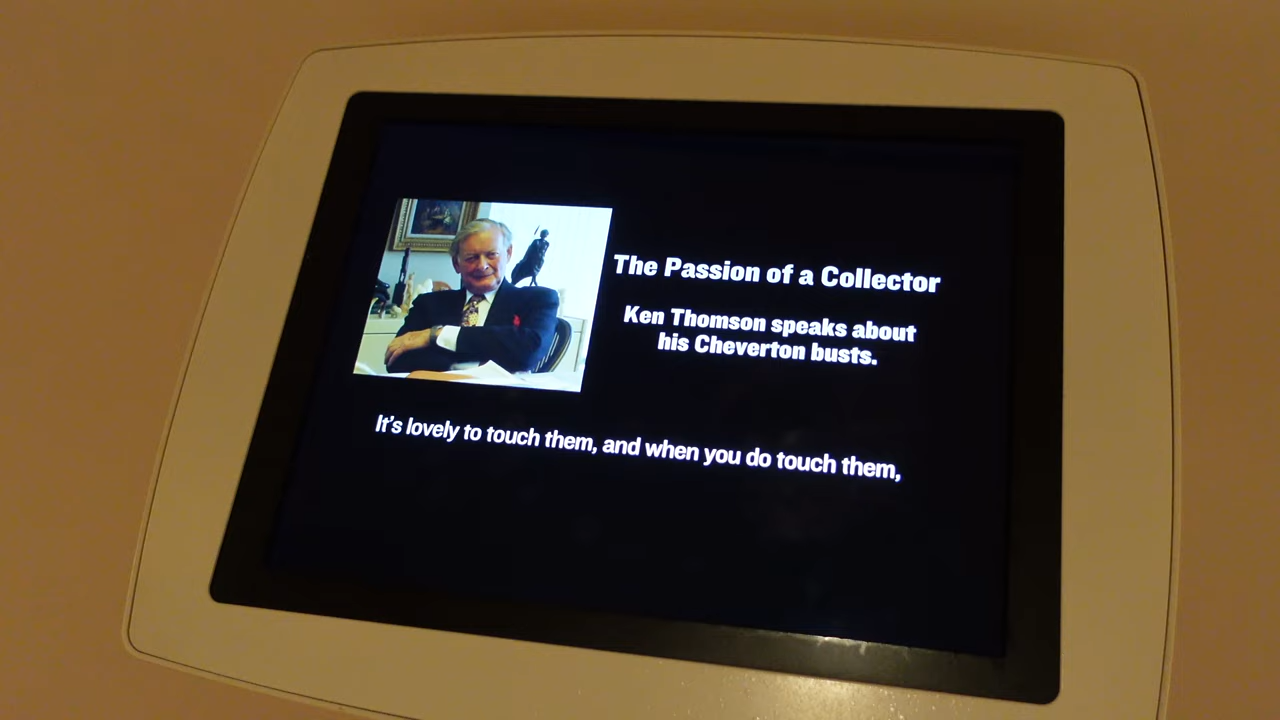 The Passion of a Collector
Ken Thomson speaks about
his Cheverton busts.
It's lovely to touch them, and when you do touch them,